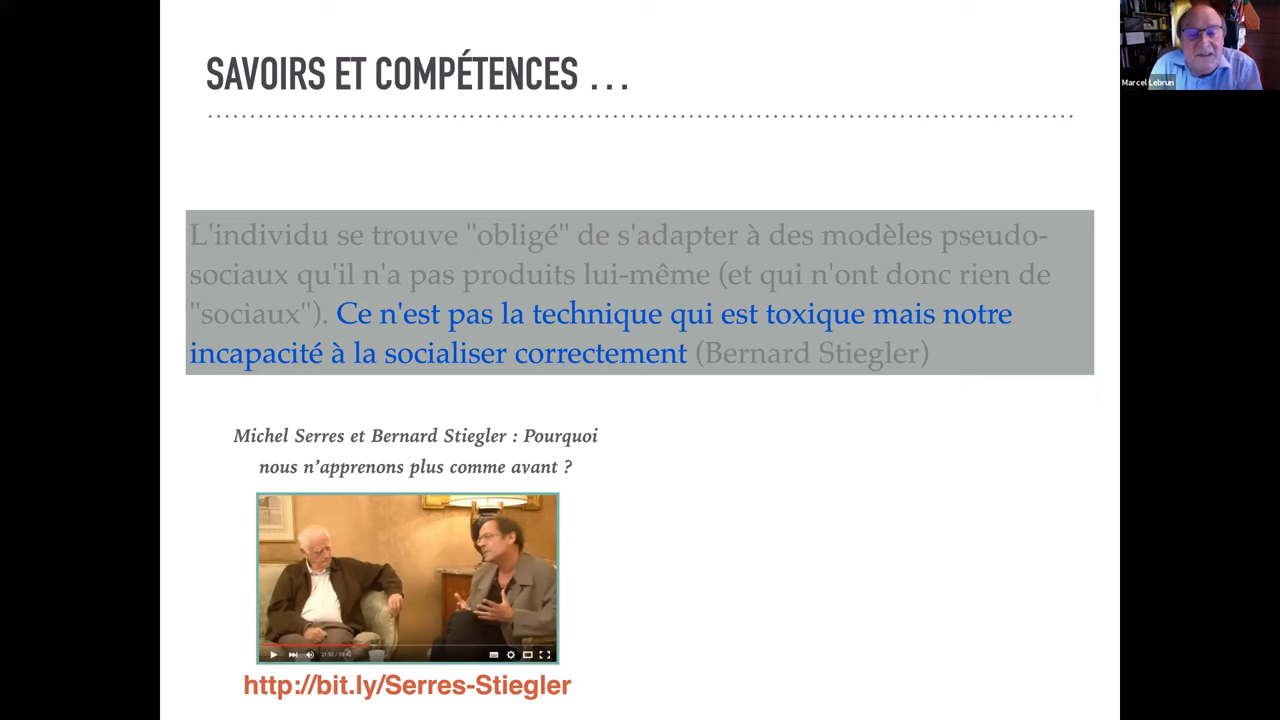 SAVOIRS ET COMPÉTENCES ...
Marcel Lebrun
L'individu se trouve "obligé" de s'adapter à des modèles pseudo-
sociaux qu'il n'a pas produits lui-même (et qui n'ont donc rien de
"sociaux"). Ce n'est pas la technique qui est toxique mais notre
incapacité à la socialiser correctement (Bernard Stiegler)
Michel Serres et Bernard Stiegler : Pourquoi
nous n'apprenons plus comme avant ?
http://bit.ly/Serres-Stiegler